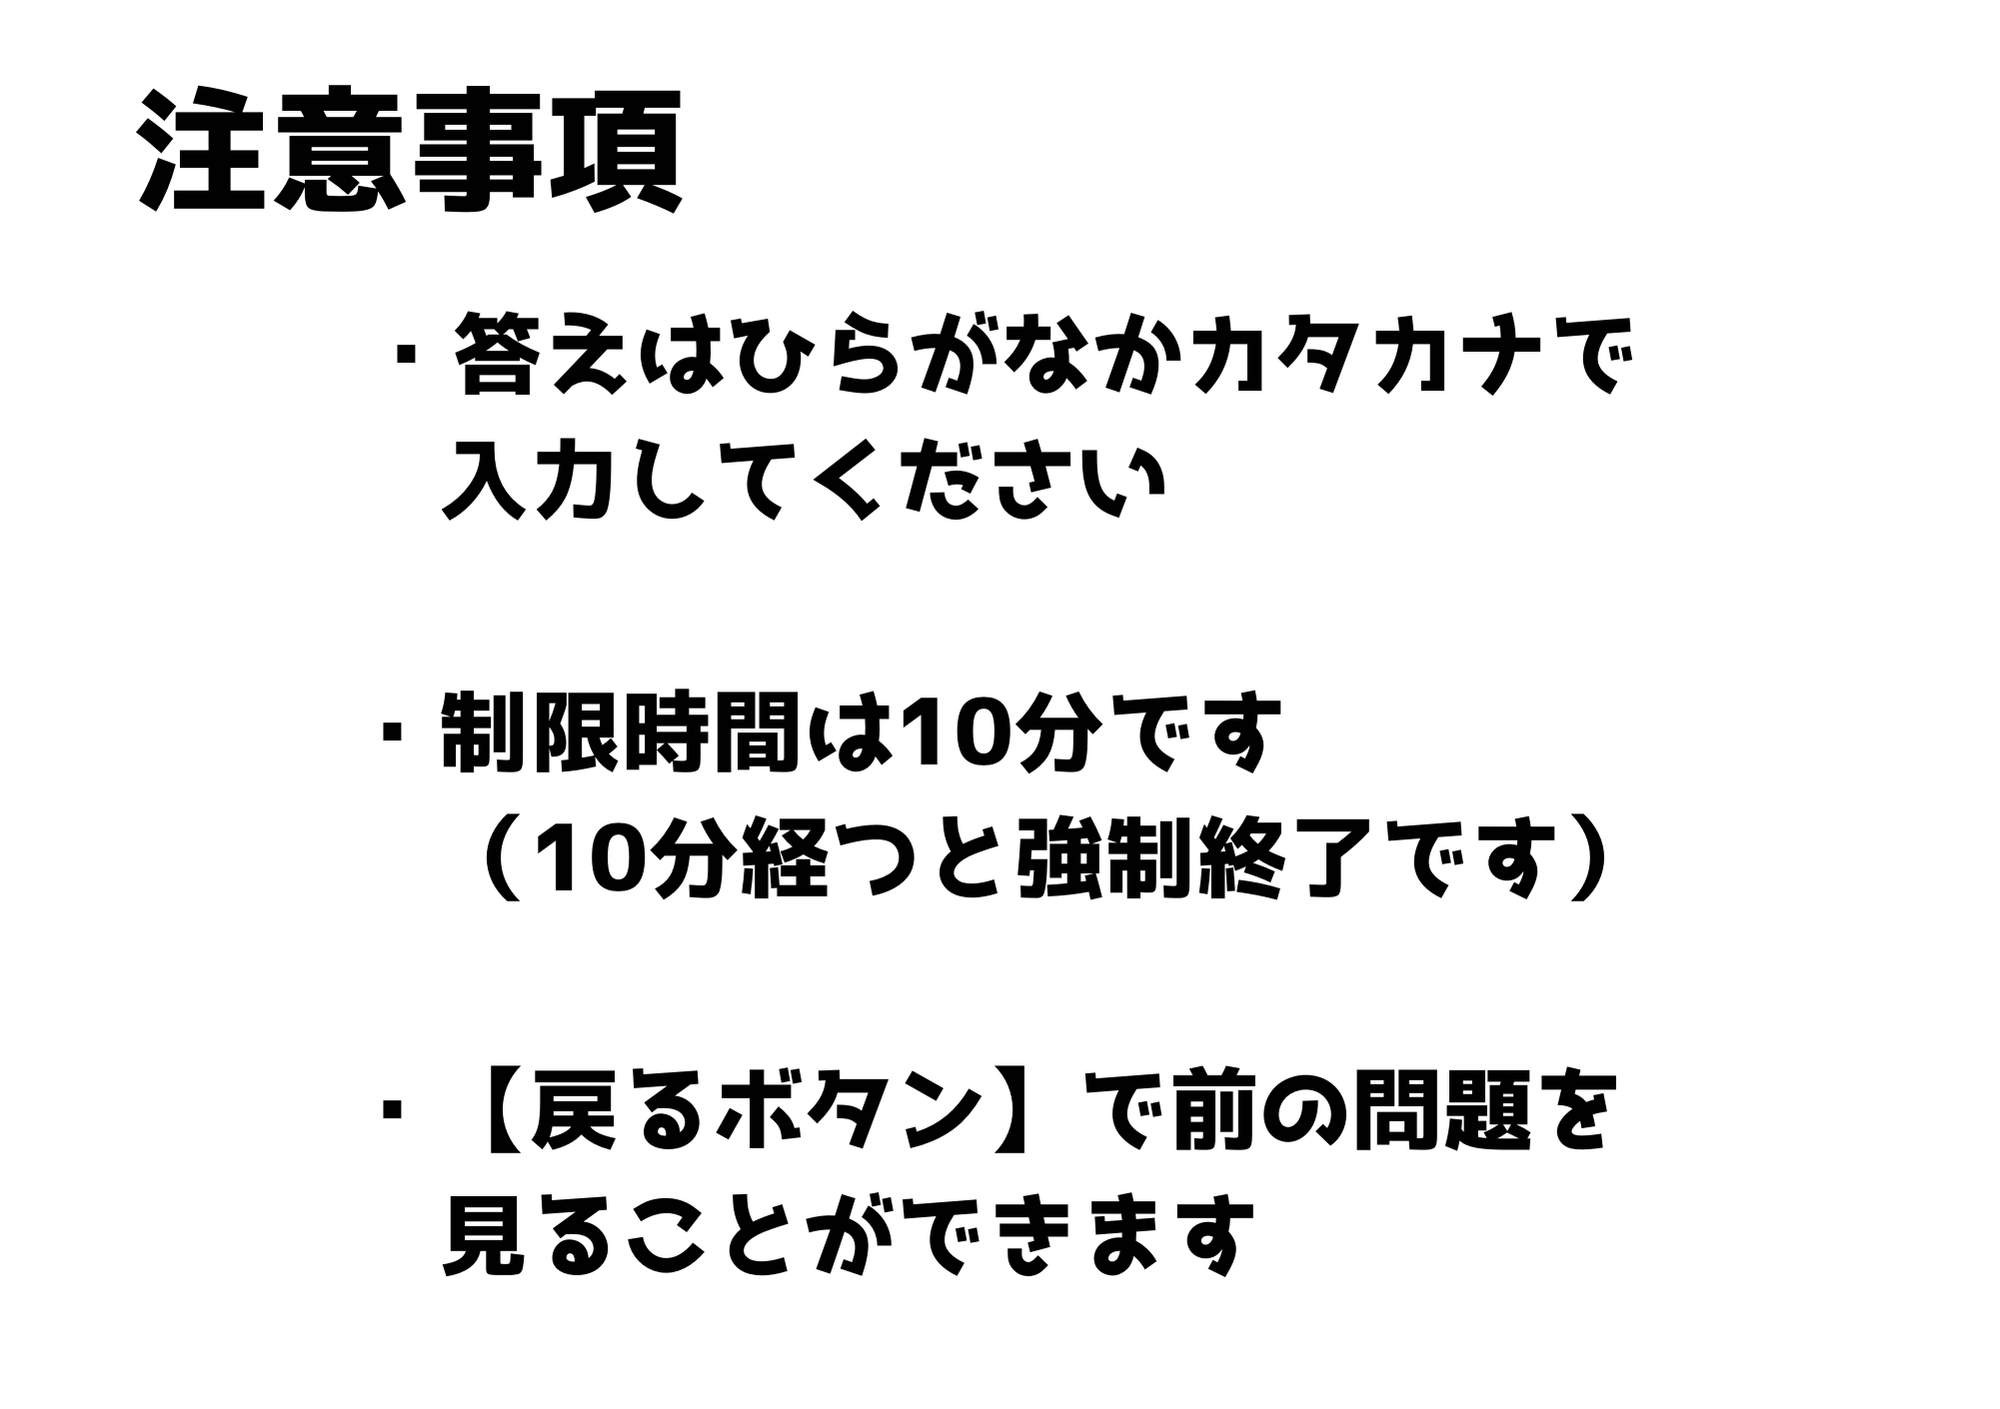 注意事項
・答えはひらがなかカタカナで
入力してください
・制限時間は10分です
（10分経つと強制終了です）
・【戻るボタン】で前の問題を
見ることができます